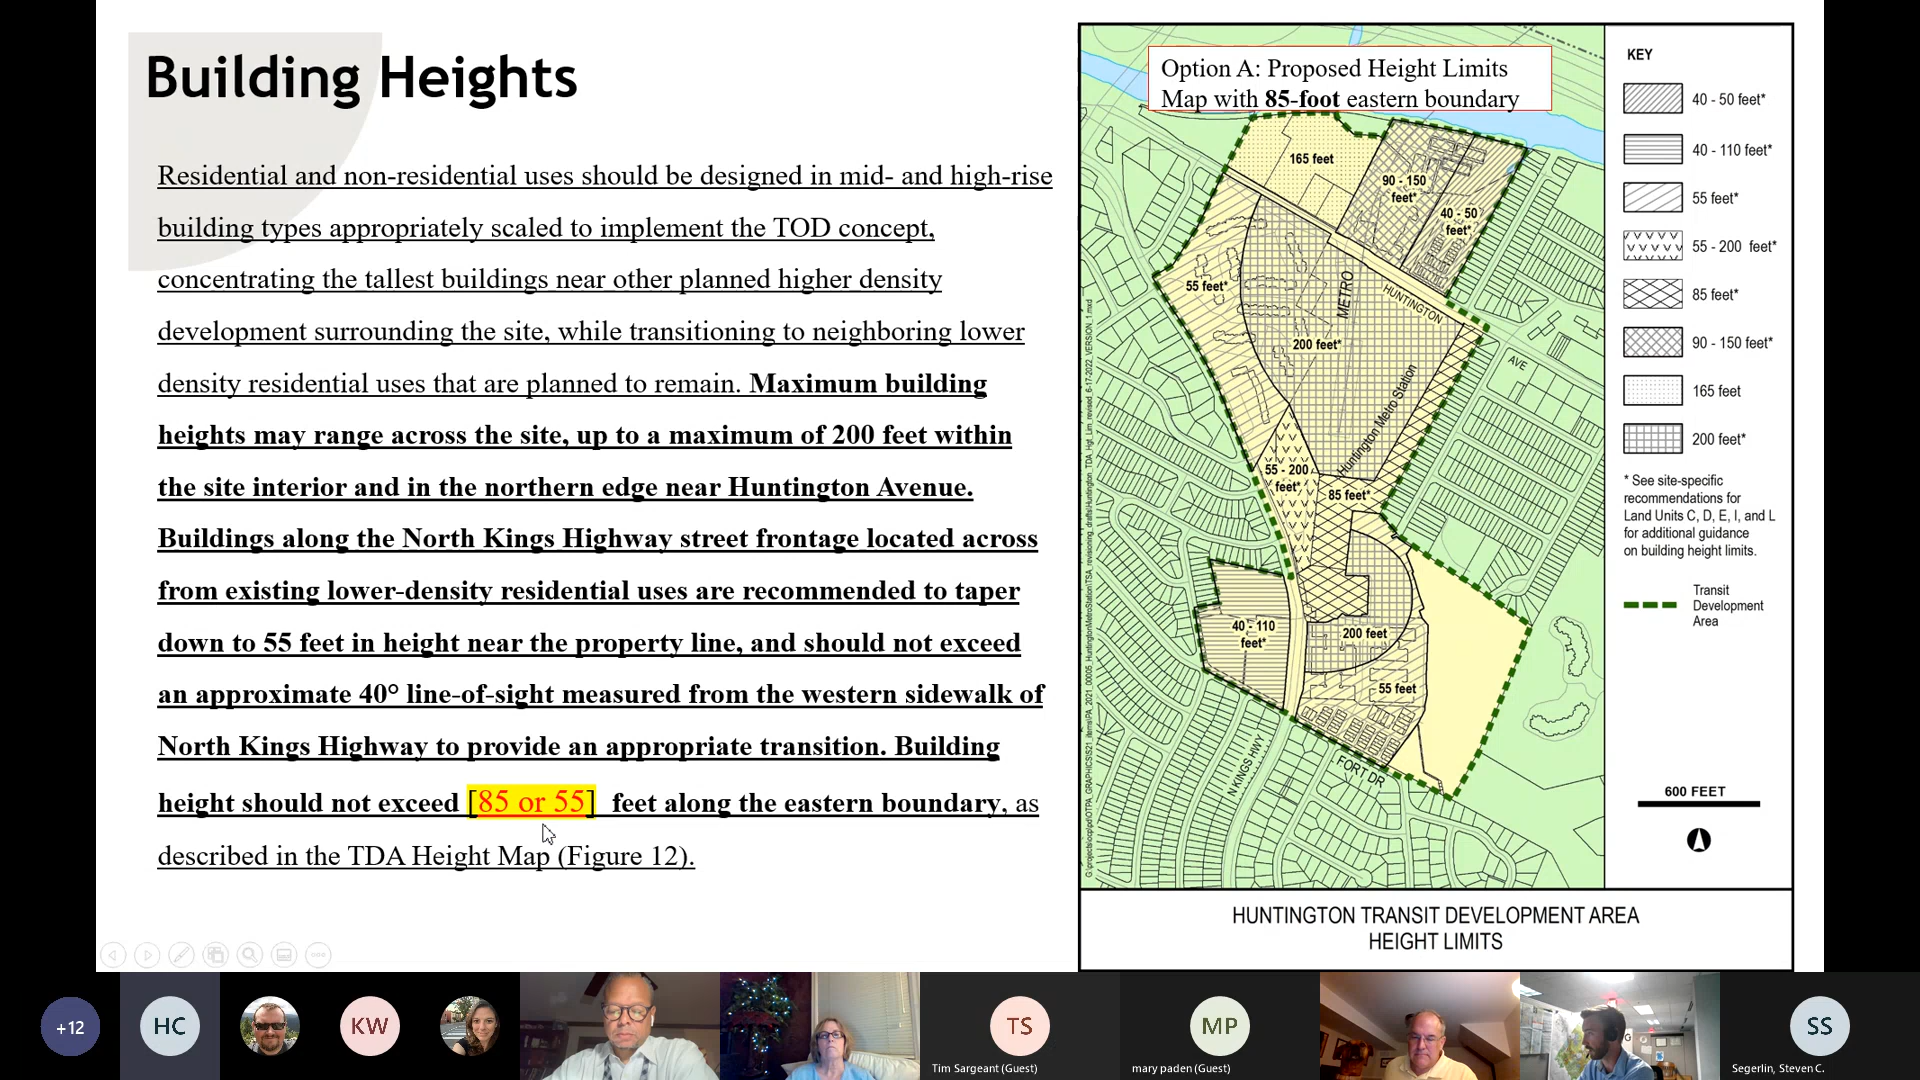 Building Heights
Residential and non-residential uses should be designed in mid- and high-rise
building types appropriately scaled to implement the TOD concept,
concentrating the tallest buildings near other planned higher density
development surrounding the site, while transitioning to neighboring lower
density residential uses that are planned to remain. Maximum building
heights may range across the site, up to a maximum of 200 feet within
the site interior and in the northern edge near Huntington Avenue.
Buildings along the North Kings Highway street frontage located across
from existing lower-density residential uses are recommended to taper
down to 55 feet in height near the property line, and should not exceed
an approximate 40° line-of-sight measured from the western sidewalk of
North Kings Highway to provide an appropriate transition. Building
height should not exceed [85 or 55] feet along the eastern boundary, as
described in the TDA Height Map (Figure 12).
Option A: Proposed Height Limits
Map with 85-foot eastern boundary
165 feet
90 - 150
feet*
40 - 50
feet*
55 feet*
METRO
HUNTINGTON
AVE
200 feet*
Huntington Metro Station
55 - 200
feet*
85 feet*
40 - 110
feet*
200 feet
55 feet
N KINGS HWY
FORT DR
KEY
40 - 50 feet*
40 - 110 feet*
55 feet*
55 - 200 feet*
85 feet*
90 - 150 feet*
165 feet
200 feet*
* See site-specific
recommendations for
Land Units C, D, E, I, and L
for additional guidance
on building height limits.
Transit
Development
Area
600 FEET
HUNTINGTON TRANSIT DEVELOPMENT AREA
HEIGHT LIMITS
+12
HC
KW
TS
Tim Sargeant (Guest)
MP
mary paden (Guest)
SS
Segerlin, Steven C.